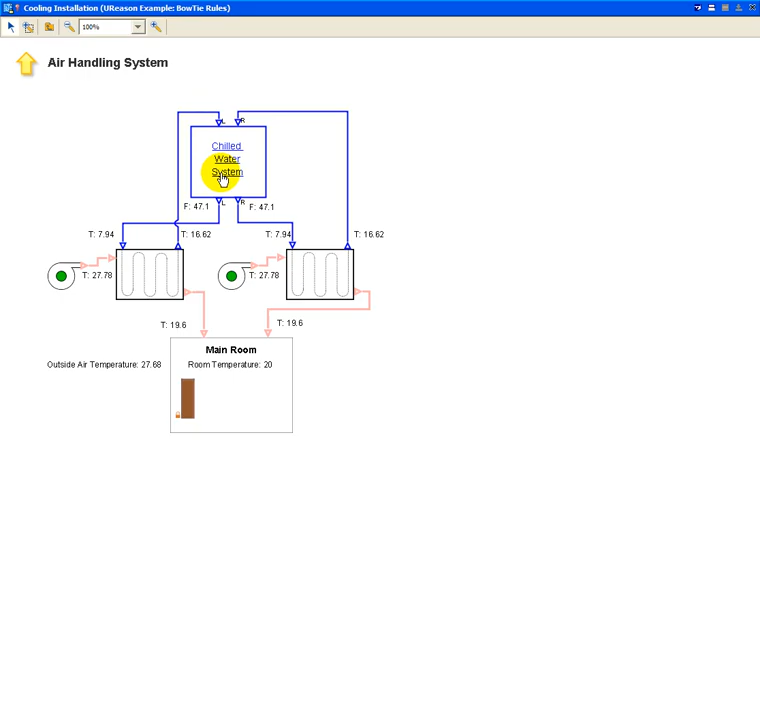 Cooling Installation (UReason Example: BowTie Rules)
100%
Air Handling System
L R
Chilled
Water
System
L R
F: 47.1 F: 47.1
T: 7.94 T: 16.62 T: 7.94 T: 16.62
T: 27.78 T: 27.78
T: 19.6 T: 19.6
Main Room
Outside Air Temperature: 27.68 Room Temperature: 20